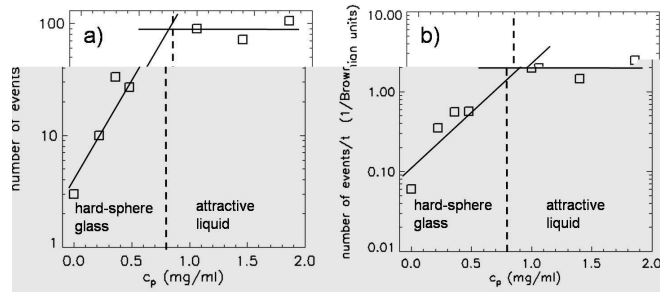 a)
100
10
1
number of events
hard-sphere
glass
attractive
liquid
0.0 0.5 1.0 1.5 2.0
c_p (mg/ml)
b)
10.00
1.00
0.10
0.01
number of events/t (1/Brownian units)
hard-sphere
glass
attractive
liquid
0.0 0.5 1.0 1.5 2.0
c_p (mg/ml)